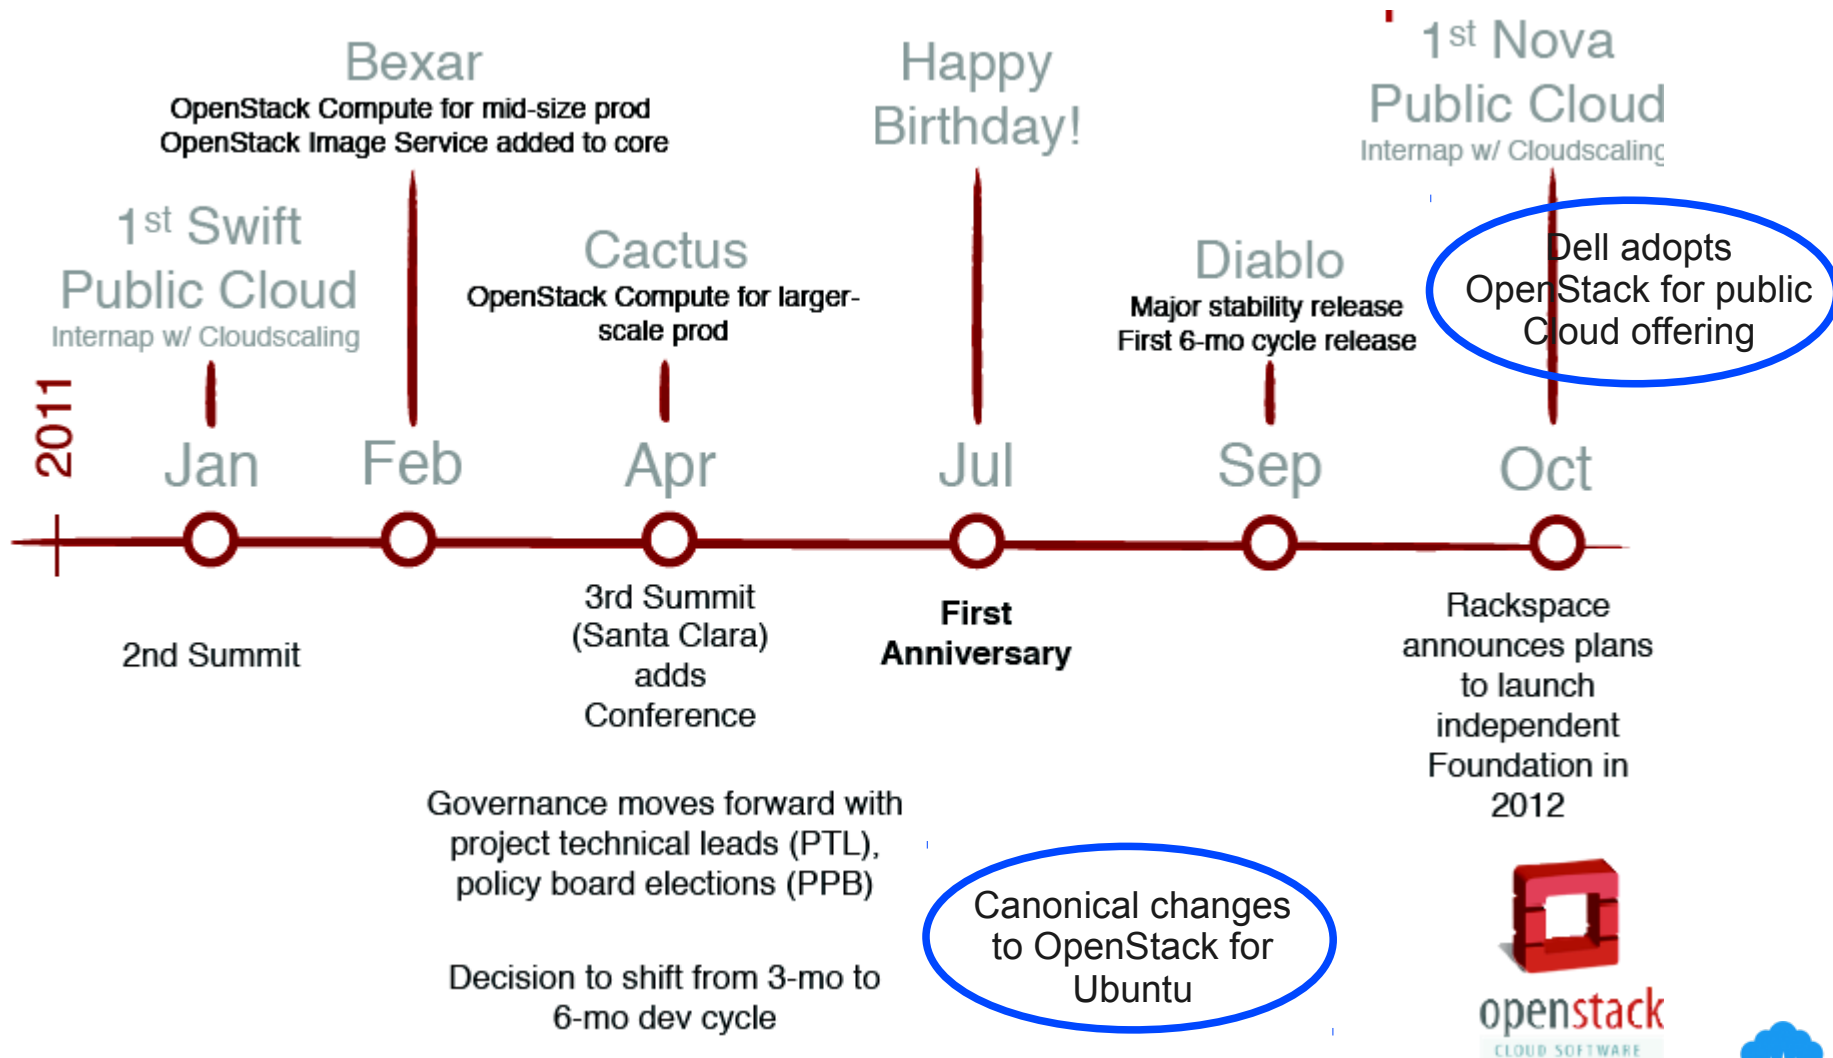 Bexar
OpenStack Compute for mid-size prod
OpenStack Image Service added to core
Happy
Birthday!
1st Nova
Public Cloud
Internap w/ Cloudscaling
1st Swift
Public Cloud
Internap w/ Cloudscaling
Cactus
OpenStack Compute for larger-
scale prod
Diablo
Major stability release
First 6-mo cycle release
Dell adopts
OpenStack for public
Cloud offering
2011
Jan
Feb
Apr
Jul
Sep
Oct
2nd Summit
3rd Summit
(Santa Clara)
adds
Conference
First
Anniversary
Rackspace
announces plans
to launch
independent
Foundation in
2012
Governance moves forward with
project technical leads (PTL),
policy board elections (PPB)
Decision to shift from 3-mo to
6-mo dev cycle
Canonical changes
to OpenStack for
Ubuntu
openstack
CLOUD SOFTWARE